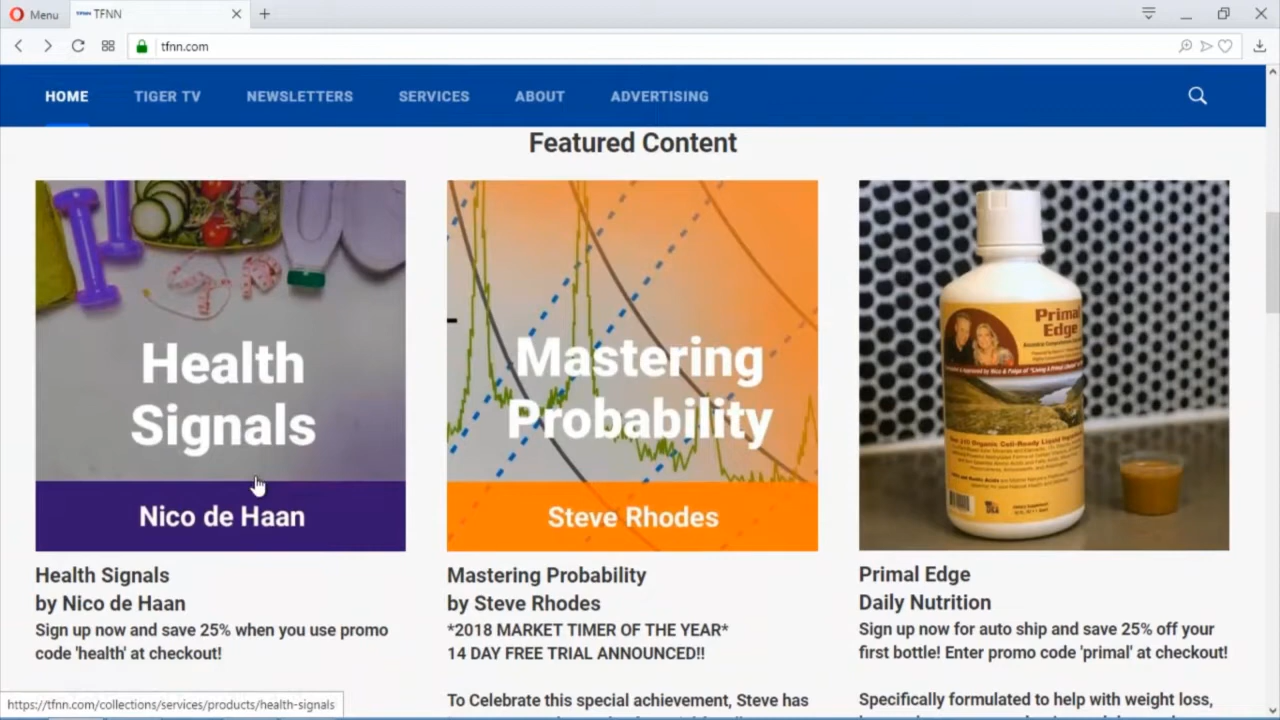 Menu
TFNN
tfnn.com
HOME
TIGER TV
NEWSLETTERS
SERVICES
ABOUT
ADVERTISING
Featured Content
Health
Signals
Nico de Haan
Mastering
Probability
Steve Rhodes
Primal
Edge
Health Signals
by Nico de Haan
Sign up now and save 25% when you use promo
code 'health' at checkout!
Mastering Probability
by Steve Rhodes
*2018 MARKET TIMER OF THE YEAR*
14 DAY FREE TRIAL ANNOUNCED!!
To Celebrate this special achievement, Steve has
Primal Edge
Daily Nutrition
Sign up now for auto ship and save 25% off your
first bottle! Enter promo code 'primal' at checkout!
Specifically formulated to help with weight loss,
https://tfnn.com/collections/services/products/health-signals